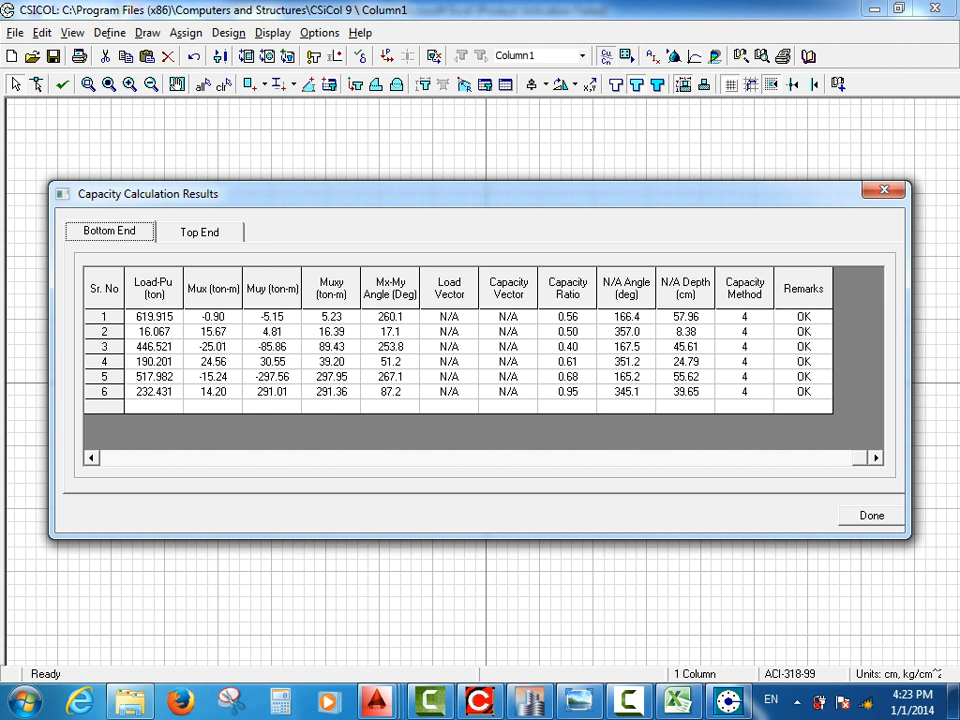 CSICOL: C:\Program Files (x86)\Computers and Structures\CSiCol 9 \ Column1
File Edit View Define Draw Assign Design Display Options Help
Column1
Capacity Calculation Results
Bottom End Top End
Sr. No Load-Pu (ton) Mux (ton-m) Muy (ton-m) Muxy (ton-m) Mx-My Angle (Deg) Load Vector Capacity Vector Capacity Ratio N/A Angle (deg) N/A Depth (cm) Capacity Method Remarks
1 619.915 -0.90 -5.15 5.23 260.1 N/A N/A 0.56 166.4 57.96 4 OK
2 16.067 15.67 4.81 16.39 17.1 N/A N/A 0.50 357.0 8.38 4 OK
3 446.521 -25.01 -85.86 89.43 253.8 N/A N/A 0.40 167.5 45.61 4 OK
4 190.201 24.56 30.55 39.20 51.2 N/A N/A 0.61 351.2 24.79 4 OK
5 517.982 -15.24 -297.56 297.95 267.1 N/A N/A 0.68 165.2 55.62 4 OK
6 232.431 14.20 291.01 291.36 87.2 N/A N/A 0.95 345.1 39.65 4 OK
Done
Ready 1 Column ACI-318-99 Units: cm, kg/cm^2
EN 4:23 PM
1/1/2014